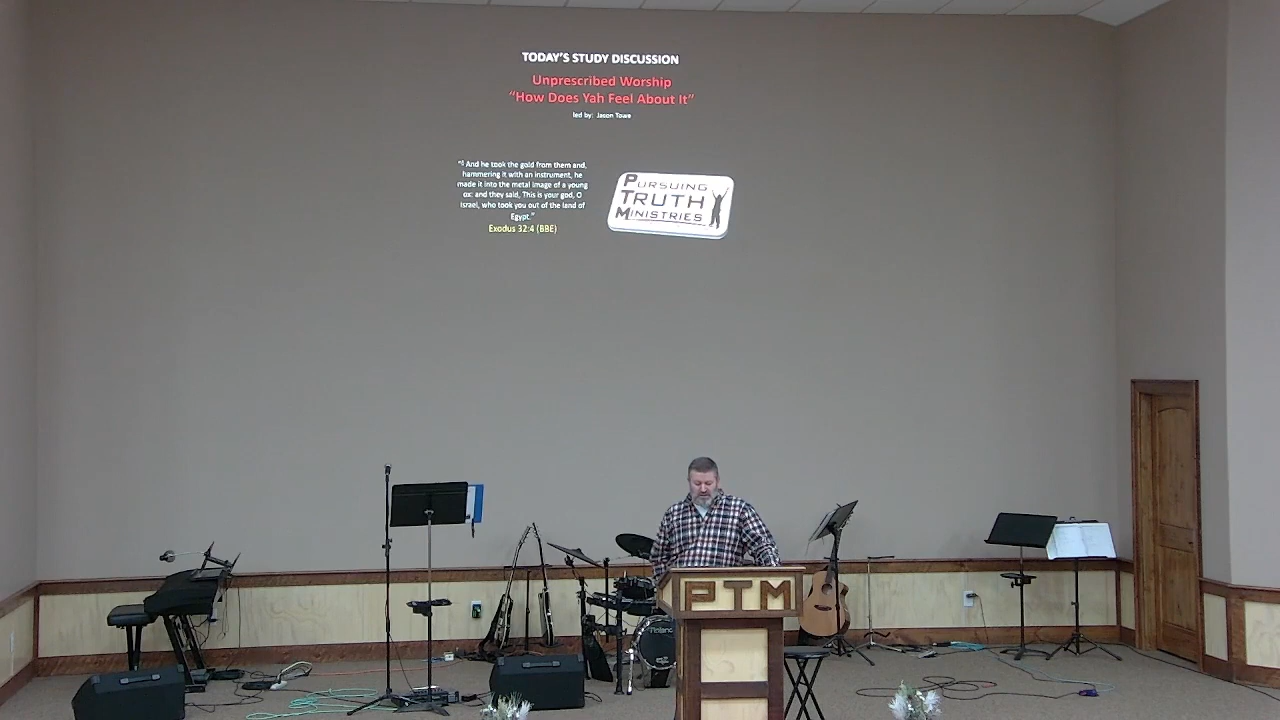 TODAY'S STUDY DISCUSSION
Unprescribed Worship
"How Does Yah Feel About It"
led by: Jason Towe
"⁴ And he took the gold from them and,
hammering it with an instrument, he
made it into the metal image of a young
ox: and they said, This is your god, O
Israel, who took you out of the land of
Egypt."
Exodus 32:4 (BBE)
PURSUING
TRUTH
MINISTRIES
PTM
Roland